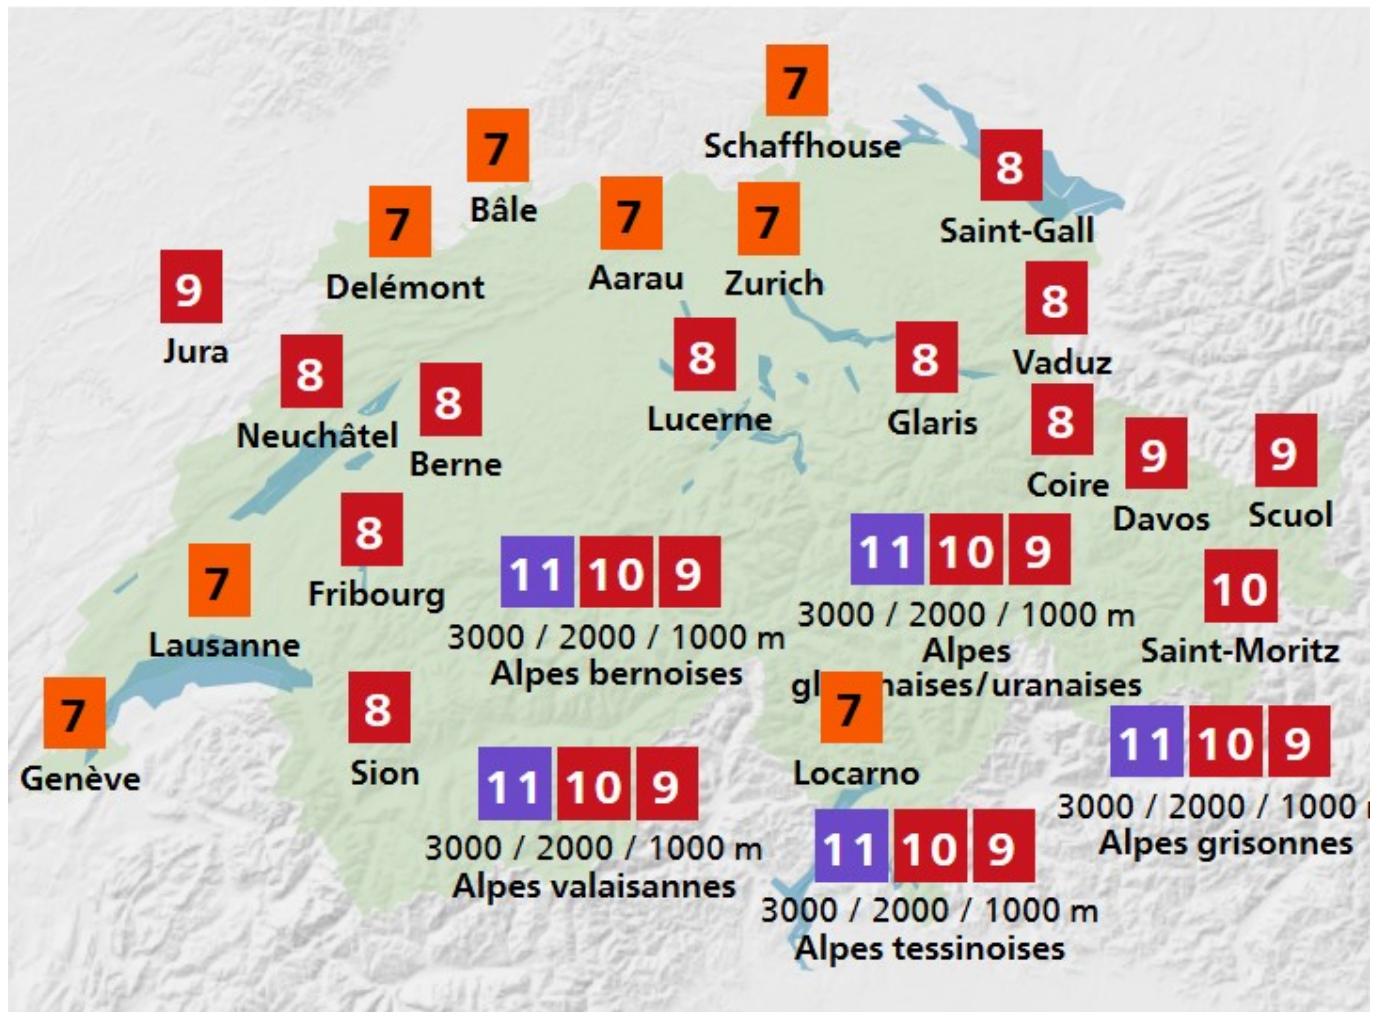 7
Schaffhouse
7
Bâle
8
Saint-Gall
7
Delémont
7
Aarau
7
Zurich
9
Jura
8
Vaduz
8
Neuchâtel
8
Berne
8
Lucerne
8
Glaris
8
Coire
9
Davos
9
Scuol
8
Fribourg
7
Lausanne
11 10 9
3000 / 2000 / 1000 m
Alpes bernoises
11 10 9
3000 / 2000 / 1000 m
Alpes
naises/uranaises
10
Saint-Moritz
7
Genève
8
Sion
7
Locarno
11 10 9
3000 / 2000 / 1000
Alpes grisonnes
11 10 9
3000 / 2000 / 1000 m
Alpes valaisannes
11 10 9
3000 / 2000 / 1000 m
Alpes tessinoises